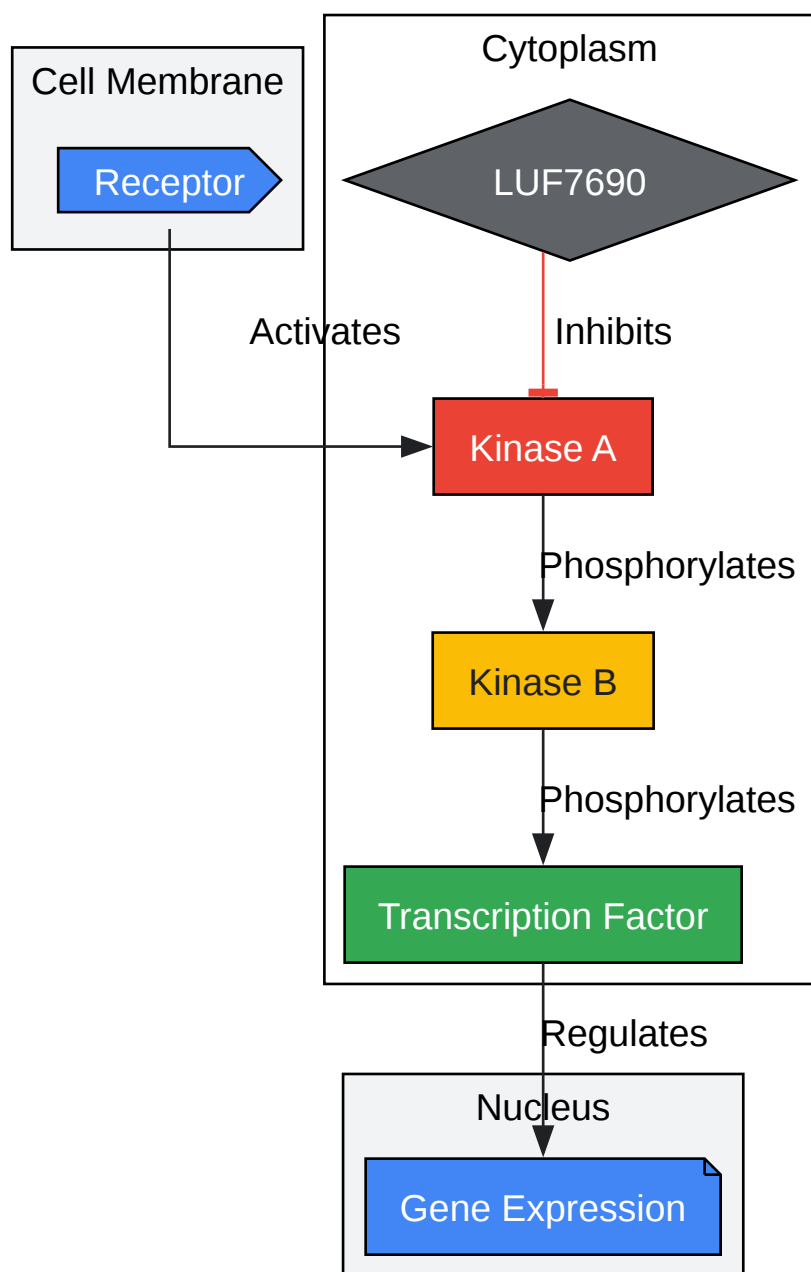 Cytoplasm
Cell Membrane
Receptor
LUF7690
Activates
Inhibits
Kinase A
Phosphorylates
Kinase B
Phosphorylates
Transcription Factor
Regulates
Nucleus
Gene Expression